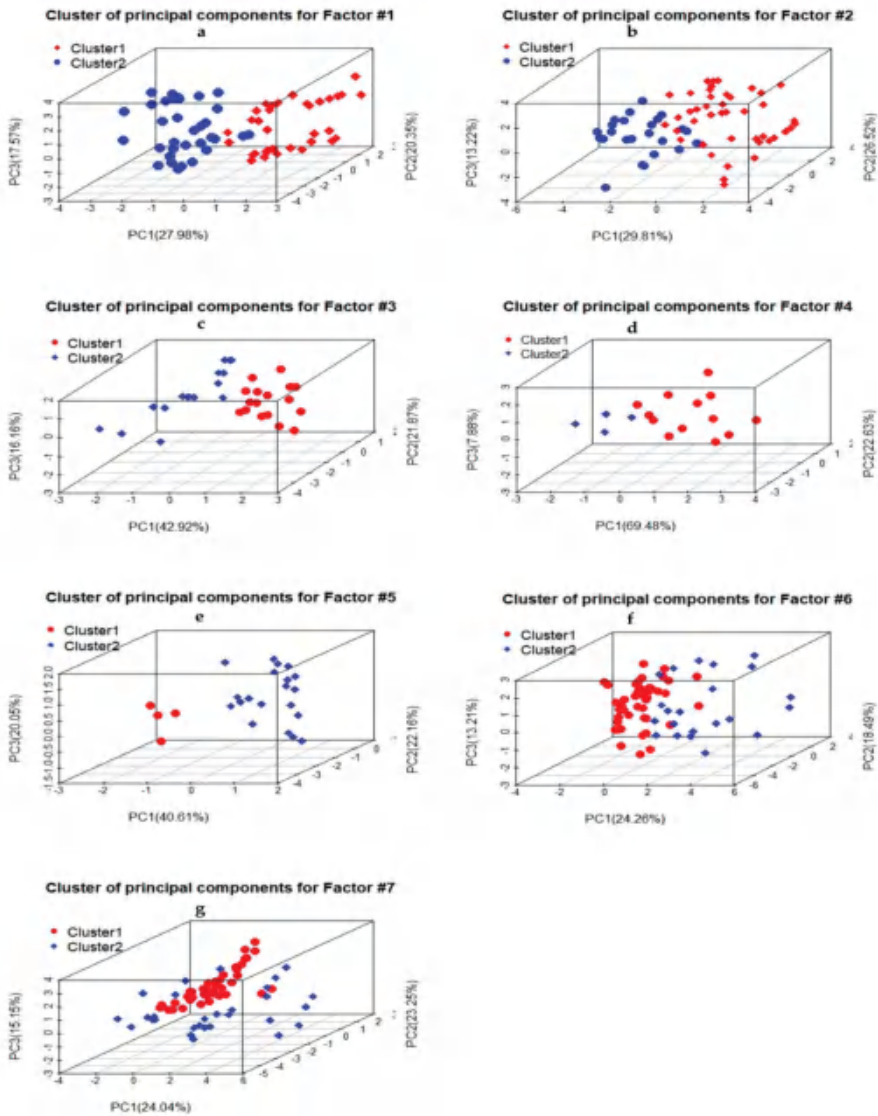 Cluster of principal components for Factor #1
a
Cluster1
Cluster2
PC3(17.57%)
PC2(20.35%)
PC1(27.98%)
Cluster of principal components for Factor #2
b
Cluster1
Cluster2
PC3(13.22%)
PC2(26.52%)
PC1(29.81%)
Cluster of principal components for Factor #3
c
Cluster1
Cluster2
PC3(16.16%)
PC2(21.87%)
PC1(42.92%)
Cluster of principal components for Factor #4
d
Cluster1
Cluster2
PC3(7.88%)
PC2(22.63%)
PC1(69.48%)
Cluster of principal components for Factor #5
e
Cluster1
Cluster2
PC3(20.05%)
PC2(22.16%)
PC1(40.61%)
Cluster of principal components for Factor #6
f
Cluster1
Cluster2
PC3(13.21%)
PC2(18.49%)
PC1(24.26%)
Cluster of principal components for Factor #7
g
Cluster1
Cluster2
PC3(15.15%)
PC2(23.25%)
PC1(24.04%)